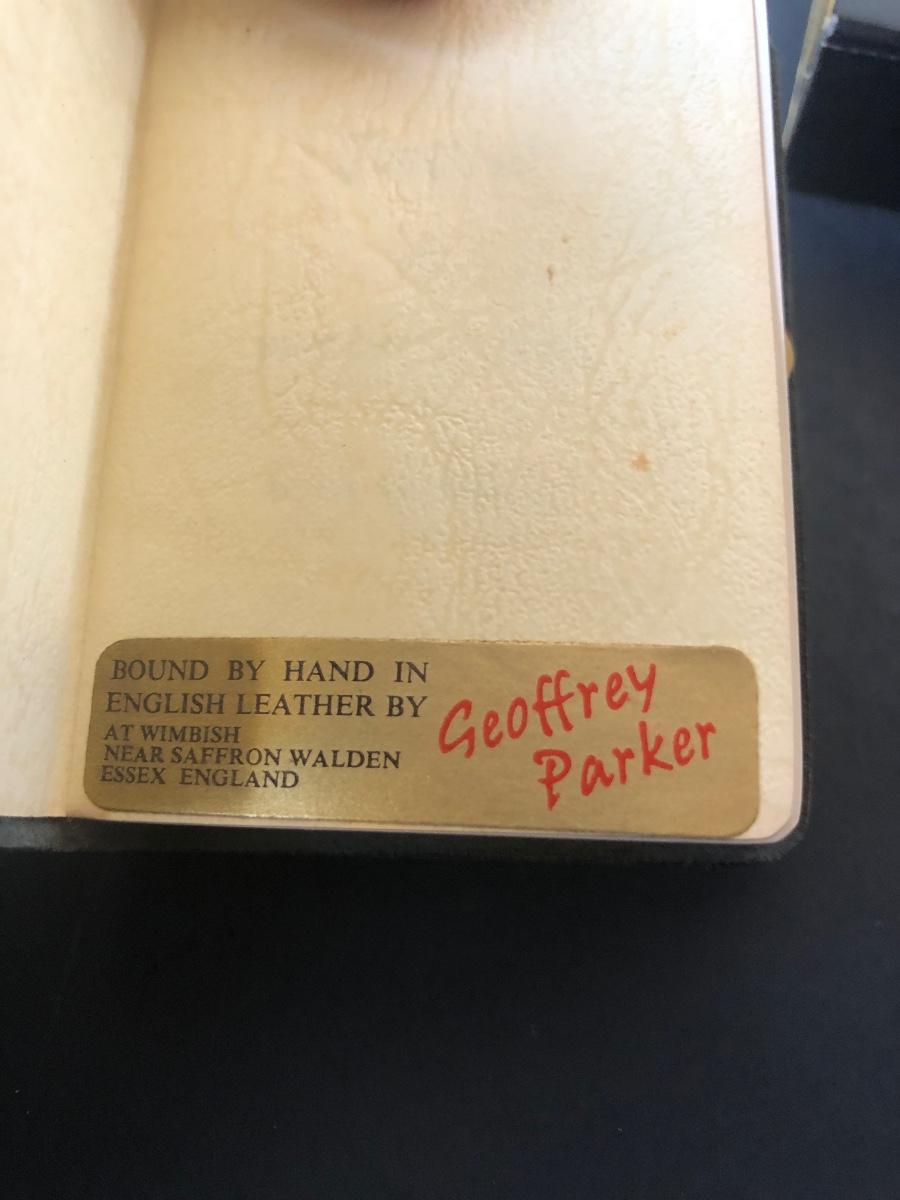 BOUND BY HAND IN
ENGLISH LEATHER BY
AT WIMBISH
NEAR SAFFRON WALDEN
ESSEX ENGLAND
Geoffrey
Parker